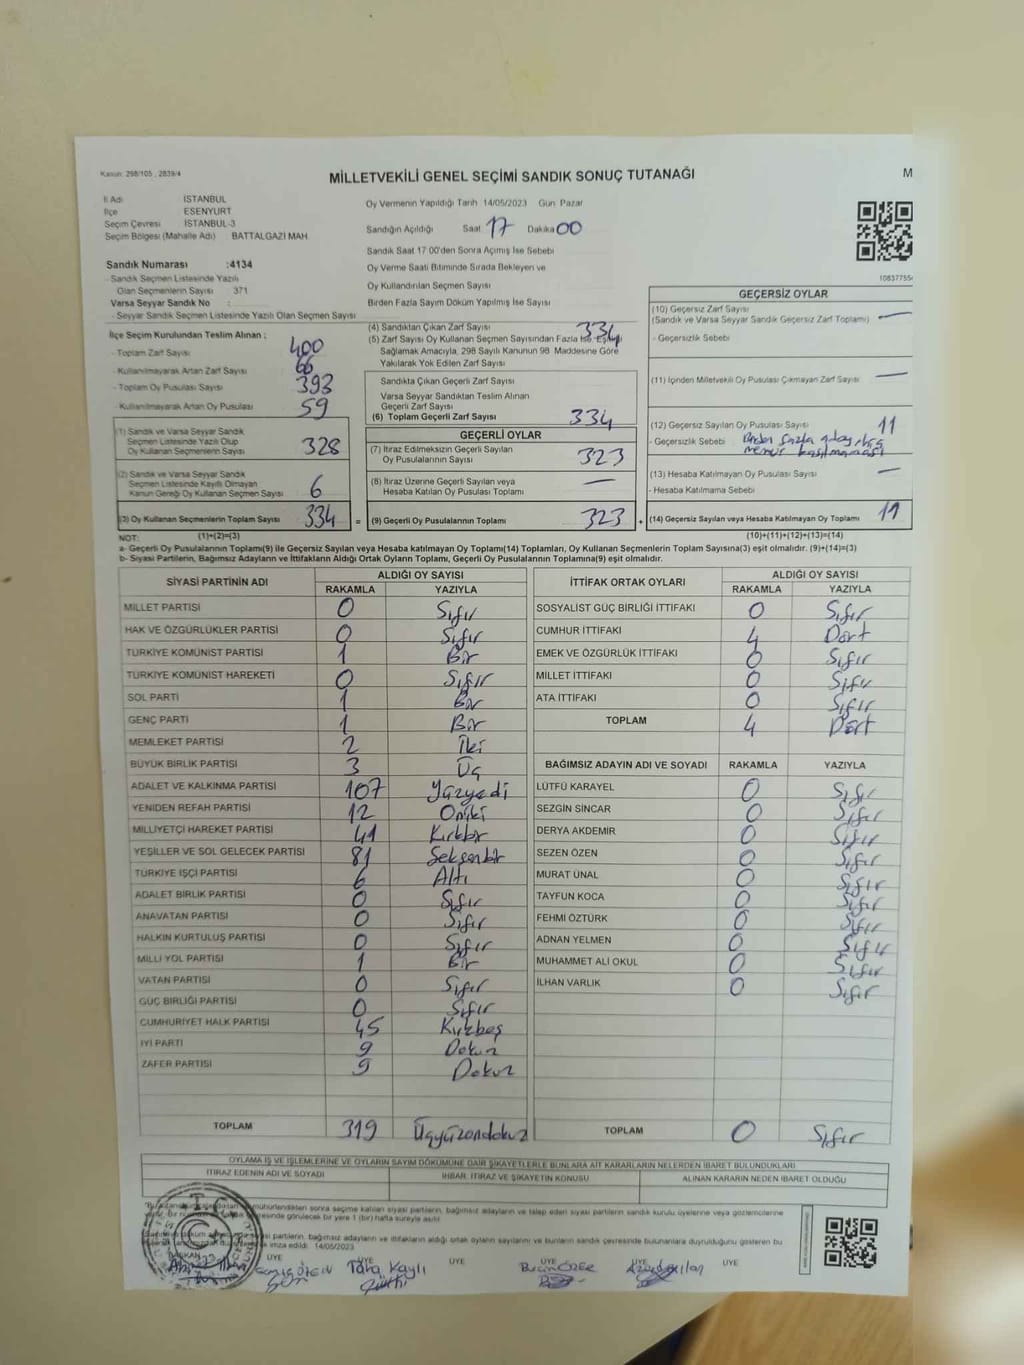 Kanun: 298/105 , 2839/4
MİLLETVEKİLİ GENEL SEÇİMİ SANDIK SONUÇ TUTANAĞI
M
İl Adı İSTANBUL
İlçe ESENYURT
Seçim Çevresi İSTANBUL-3
Seçim Bölgesi (Mahalle Adı) BATTALGAZİ MAH.
Sandık Numarası :4134
- Sandık Seçmen Listesinde Yazılı
Olan Seçmenlerin Sayısı 371
Varsa Seyyar Sandık No :
- Seyyar Sandık Seçmen Listesinde Yazılı Olan Seçmen Sayısı
Oy Vermenin Yapıldığı Tarih 14/05/2023 Gün: Pazar
Sandığın Açıldığı Saat 17 Dakika 00
Sandık Saat 17:00'den Sonra Açılmış İse Sebebi
Oy Verme Saati Bitiminde Sırada Bekleyen ve
Oy Kullandırılan Seçmen Sayısı
Birden Fazla Sayım Döküm Yapılmış İse Sayısı
İlçe Seçim Kurulundan Teslim Alınan :
- Toplam Zarf Sayısı 400
- Kullanılmayarak Artan Zarf Sayısı 66
- Toplam Oy Pusulası Sayısı 393
- Kullanılmayarak Artan Oy Pusulası 59
(1) Sandık ve Varsa Seyyar Sandık
Seçmen Listesinde Yazılı Olup
Oy Kullanan Seçmenlerin Sayısı 328
(2) Sandık ve Varsa Seyyar Sandık
Seçmen Listesinde Kayıtlı Olmayan
Kanun Gereği Oy Kullanan Seçmen Sayısı 6
(3) Oy Kullanan Seçmenlerin Toplam Sayısı 334
(1)+(2)=(3)
(4) Sandıktan Çıkan Zarf Sayısı 334
(5) Zarf Sayısı Oy Kullanan Seçmen Sayısından Fazla İse, Eşitliği
Sağlamak Amacıyla, 298 Sayılı Kanunun 98. Maddesine Göre
Yakılarak Yok Edilen Zarf Sayısı
Sandıkta Çıkan Geçerli Zarf Sayısı
Varsa Seyyar Sandıktan Teslim Alınan
Geçerli Zarf Sayısı
(6) Toplam Geçerli Zarf Sayısı 334
GEÇERLİ OYLAR
(7) İtiraz Edilmeksizin Geçerli Sayılan
Oy Pusulalarının Sayısı 323
(8) İtiraz Üzerine Geçerli Sayılan veya
Hesaba Katılan Oy Pusulası Toplamı —
= (9) Geçerli Oy Pusulalarının Toplamı 323 +
10837755
GEÇERSİZ OYLAR
(10) Geçersiz Zarf Sayısı
(Sandık ve Varsa Seyyar Sandık Geçersiz Zarf Toplamı) —
- Geçersizlik Sebebi
(11) İçinden Milletvekili Oy Pusulası Çıkmayan Zarf Sayısı —
(12) Geçersiz Sayılan Oy Pusulası Sayısı 11
- Geçersizlik Sebebi Birden fazla
(13) Hesaba Katılmayan Oy Pusulası Sayısı —
- Hesaba Katılmama Sebebi
(14) Geçersiz Sayılan veya Hesaba Katılmayan Oy Toplamı 11
(10)+(11)+(12)+(13)=(14)
NOT:
a- Geçerli Oy Pusulalarının Toplamı(9) ile Geçersiz Sayılan veya Hesaba katılmayan Oy Toplamı(14) Toplamları, Oy Kullanan Seçmenlerin Toplam Sayısına(3) eşit olmalıdır. (9)+(14)=(3)
b- Siyasi Partilerin, Bağımsız Adayların ve İttifakların Aldığı Ortak Oyların Toplamı, Geçerli Oy Pusulalarının Toplamına(9) eşit olmalıdır.
SİYASİ PARTİNİN ADI ALDIĞI OY SAYISI
RAKAMLA YAZIYLA
MİLLET PARTİSİ 0 Sıfır
HAK VE ÖZGÜRLÜKLER PARTİSİ 0 Sıfır
TÜRKİYE KOMÜNİST PARTİSİ 1 Bir
TÜRKİYE KOMÜNİST HAREKETİ 0 Sıfır
SOL PARTİ 1 Bir
GENÇ PARTİ 1 Bir
MEMLEKET PARTİSİ 2 İki
BÜYÜK BİRLİK PARTİSİ 3 Üç
ADALET VE KALKINMA PARTİSİ 107 Yüzyedi
YENİDEN REFAH PARTİSİ 12 Oniki
MİLLİYETÇİ HAREKET PARTİSİ 41 Kırkbir
YEŞİLLER VE SOL GELECEK PARTİSİ 81 Seksenbir
TÜRKİYE İŞÇİ PARTİSİ 6 Altı
ADALET BİRLİK PARTİSİ 0 Sıfır
ANAVATAN PARTİSİ 0 Sıfır
HALKIN KURTULUŞ PARTİSİ 0 Sıfır
MİLLİ YOL PARTİSİ 1 Bir
VATAN PARTİSİ 0 Sıfır
GÜÇ BİRLİĞİ PARTİSİ 0 Sıfır
CUMHURİYET HALK PARTİSİ 45 Kırkbeş
İYİ PARTİ 9 Dokuz
ZAFER PARTİSİ 9 Dokuz
TOPLAM 319 Üçyüzondokuz
İTTİFAK ORTAK OYLARI ALDIĞI OY SAYISI
RAKAMLA YAZIYLA
SOSYALİST GÜÇ BİRLİĞİ İTTİFAKI 0 Sıfır
CUMHUR İTTİFAKI 4 Dört
EMEK VE ÖZGÜRLÜK İTTİFAKI 0 Sıfır
MİLLET İTTİFAKI 0 Sıfır
ATA İTTİFAKI 0 Sıfır
TOPLAM 4 Dört
BAĞIMSIZ ADAYIN ADI VE SOYADI RAKAMLA YAZIYLA
LÜTFÜ KARAYEL 0 Sıfır
SEZGİN SİNCAR 0 Sıfır
DERYA AKDEMİR 0 Sıfır
SEZEN ÖZEN 0 Sıfır
MURAT ÜNAL 0 Sıfır
TAYFUN KOCA 0 Sıfır
FEHMİ ÖZTÜRK 0 Sıfır
ADNAN YELMEN 0 Sıfır
MUHAMMET ALİ OKUL 0 Sıfır
İLHAN VARLIK 0 Sıfır
TOPLAM 0 Sıfır
OYLAMA İŞ VE İŞLEMLERİNE VE OYLARIN SAYIM DÖKÜMÜNE DAİR ŞİKAYETLERLE BUNLARA AİT KARARLARIN NELERDEN İBARET BULUNDUKLARI
İTİRAZ EDENİN ADI VE SOYADI İHBAR, İTİRAZ VE ŞİKAYETİN KONUSU ALINAN KARARIN NEDEN İBARET OLDUĞU
mühürlendikten sonra seçime katılan siyasi partilerin, bağımsız adayların ve talep eden siyasi partilerin sandık kurulu üyelerine veya gözlemcilerine
görülebilir bir yere 1 (bir) hafta süreyle asılır.
siyasi partilerin, bağımsız adayların ve ittifakların aldığı ortak oyların sayılarını ve bunların sandık çevresinde bulunanlara duyurulduğunu gösteren bu
imza edildi. 14/05/2023
BAŞKAN ÜYE ÜYE ÜYE ÜYE ÜYE ÜYE
Taha Kaylı